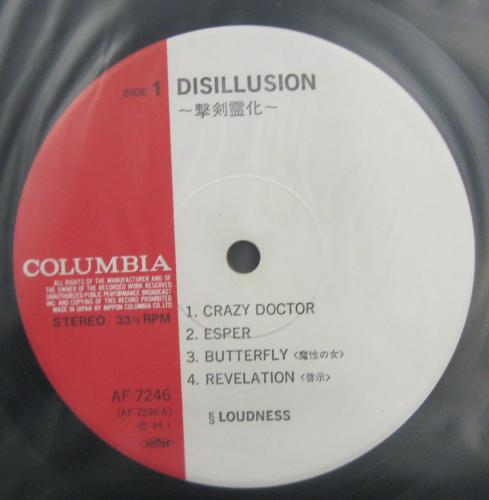 SIDE 1 DISILLUSION
〜撃剣霊化〜
COLUMBIA
ALL RIGHTS OF THE MANUFACTURER AND OF
THE OWNER OF THE RECORDED WORK RESERVED.
UNAUTHORIZED PUBLIC PERFORMANCE, BROADCAST
ING AND COPYING OF THIS RECORD PROHIBITED.
MADE IN JAPAN BY NIPPON COLUMBIA CO. LTD.
STEREO · 33⅓ RPM
1. CRAZY DOCTOR
2. ESPER
3. BUTTERFLY <魔性の女>
4. REVELATION <啓示>
AF-7246
(AF-7246-A)
Ⓟ '84.1
§ LOUDNESS